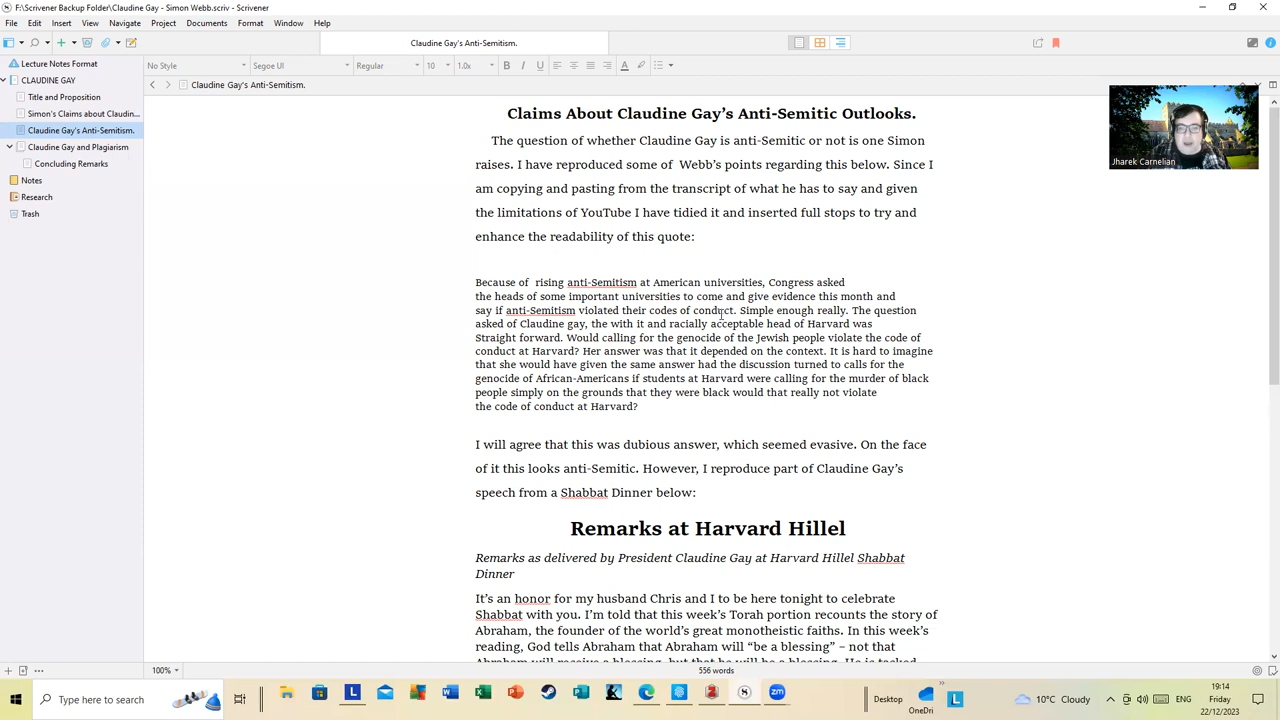 F:\Scrivener Backup Folder\Claudine Gay - Simon Webb.scriv - Scrivener
File Edit Insert View Navigate Project Documents Format Window Help
Claudine Gay's Anti-Semitism.
No Style Segoe UI Regular 10 1.0x B I U A
Lecture Notes Format
CLAUDINE GAY
Title and Proposition
Simon's Claims about Claudin...
Claudine Gay's Anti-Semitism.
Claudine Gay and Plagiarism
Concluding Remarks
Notes
Research
Trash
Claudine Gay's Anti-Semitism.
Claims About Claudine Gay's Anti-Semitic Outlooks.
The question of whether Claudine Gay is anti-Semitic or not is one Simon
raises. I have reproduced some of Webb's points regarding this below. Since I
am copying and pasting from the transcript of what he has to say and given
the limitations of YouTube I have tidied it and inserted full stops to try and
enhance the readability of this quote:
Because of rising anti-Semitism at American universities, Congress asked
the heads of some important universities to come and give evidence this month and
say if anti-Semitism violated their codes of conduct. Simple enough really. The question
asked of Claudine gay, the with it and racially acceptable head of Harvard was
Straight forward. Would calling for the genocide of the Jewish people violate the code of
conduct at Harvard? Her answer was that it depended on the context. It is hard to imagine
that she would have given the same answer had the discussion turned to calls for the
genocide of African-Americans if students at Harvard were calling for the murder of black
people simply on the grounds that they were black would that really not violate
the code of conduct at Harvard?
I will agree that this was dubious answer, which seemed evasive. On the face
of it this looks anti-Semitic. However, I reproduce part of Claudine Gay's
speech from a Shabbat Dinner below:
Remarks at Harvard Hillel
Remarks as delivered by President Claudine Gay at Harvard Hillel Shabbat
Dinner
It's an honor for my husband Chris and I to be here tonight to celebrate
Shabbat with you. I'm told that this week's Torah portion recounts the story of
Abraham, the founder of the world's great monotheistic faiths. In this week's
reading, God tells Abraham that Abraham will "be a blessing" – not that
Abraham will receive a blessing, but that he will be a blessing. He is tasked
Jharek Carnelian
100% 556 words
Type here to search
Desktop
OneDri
10°C Cloudy
ENG
19:14
Friday
22/12/2023